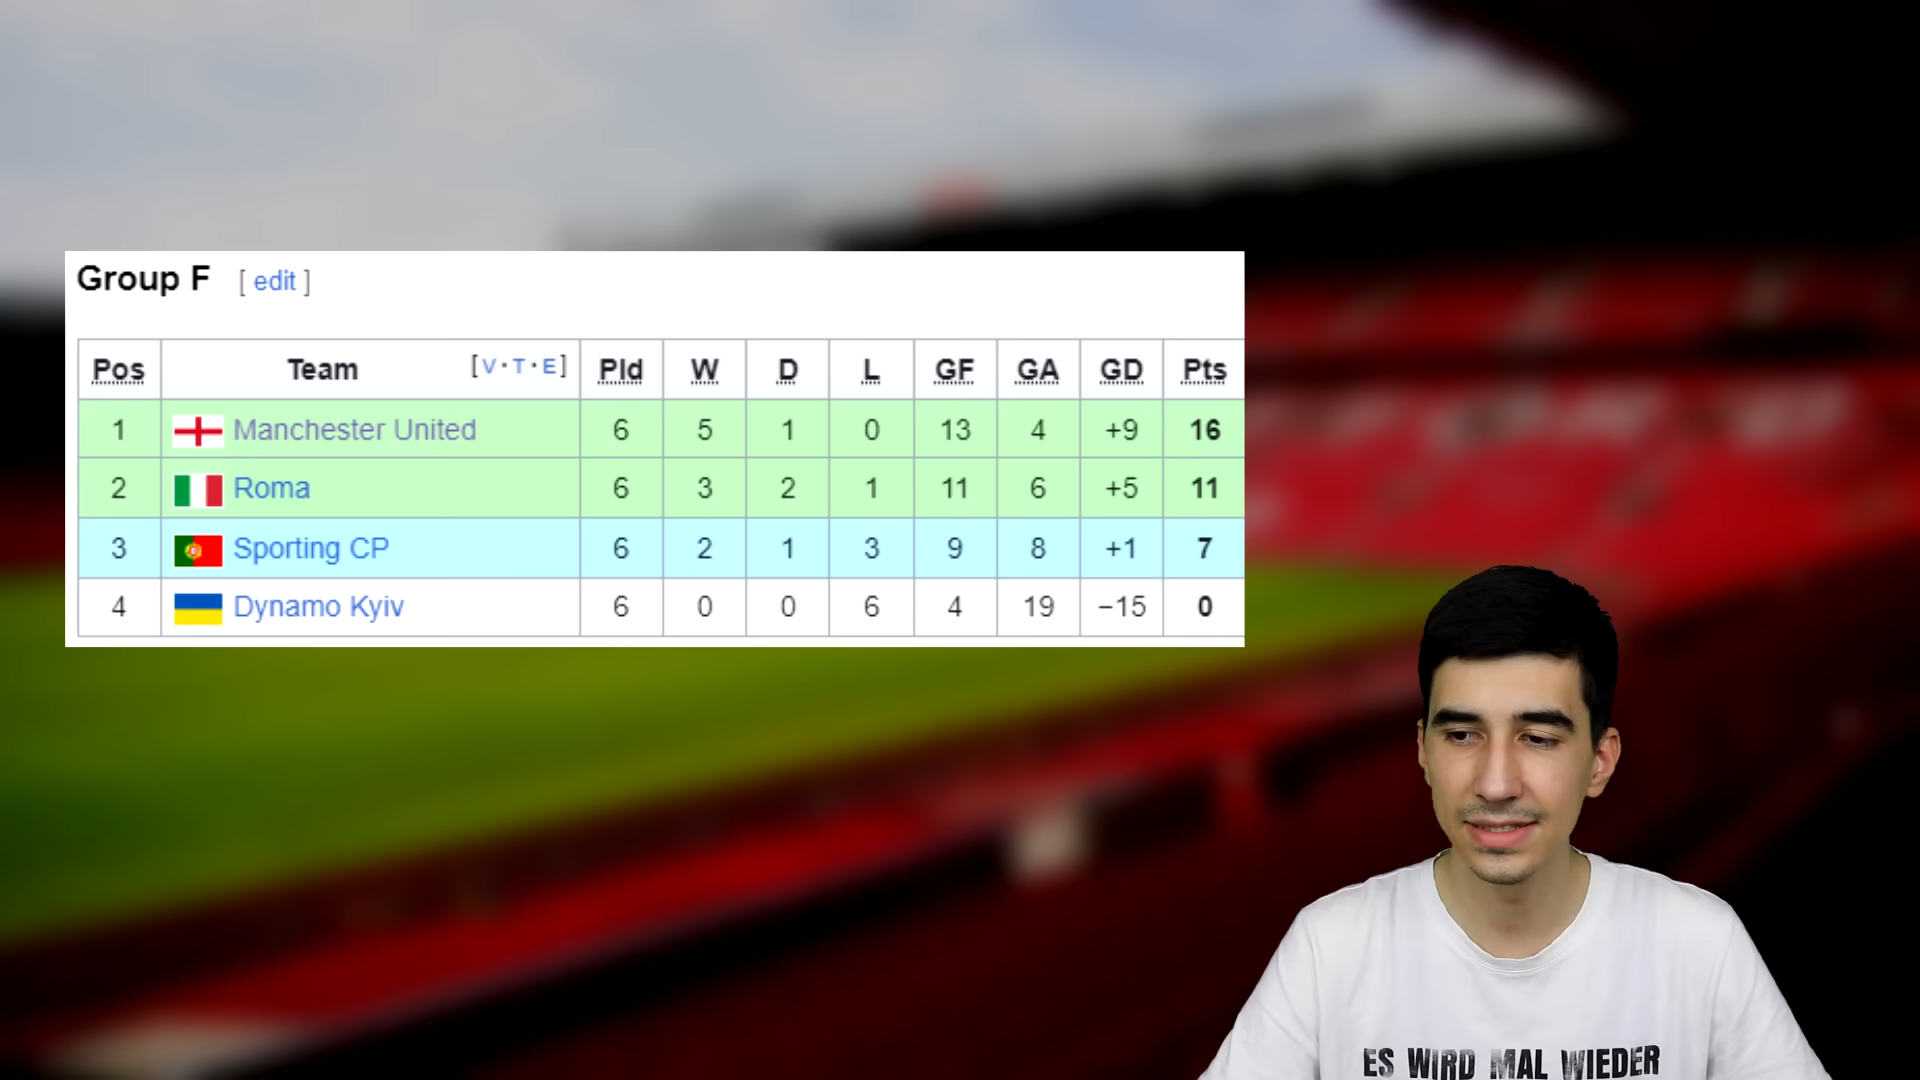 Group F [ edit ]
Pos Team [V·T·E] Pld W D L GF GA GD Pts
1 Manchester United 6 5 1 0 13 4 +9 16
2 Roma 6 3 2 1 11 6 +5 11
3 Sporting CP 6 2 1 3 9 8 +1 7
4 Dynamo Kyiv 6 0 0 6 4 19 −15 0
ES WIRD MAL WIEDER